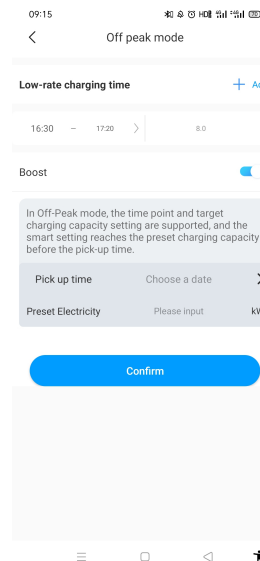 09:15
Off peak mode
Low-rate charging time
16:30 – 17:20 8.0
Boost
In Off-Peak mode, the time point and target
charging capacity setting are supported, and the
smart setting reaches the preset charging capacity
before the pick-up time.
Pick up time Choose a date
Preset Electricity Please input
Confirm